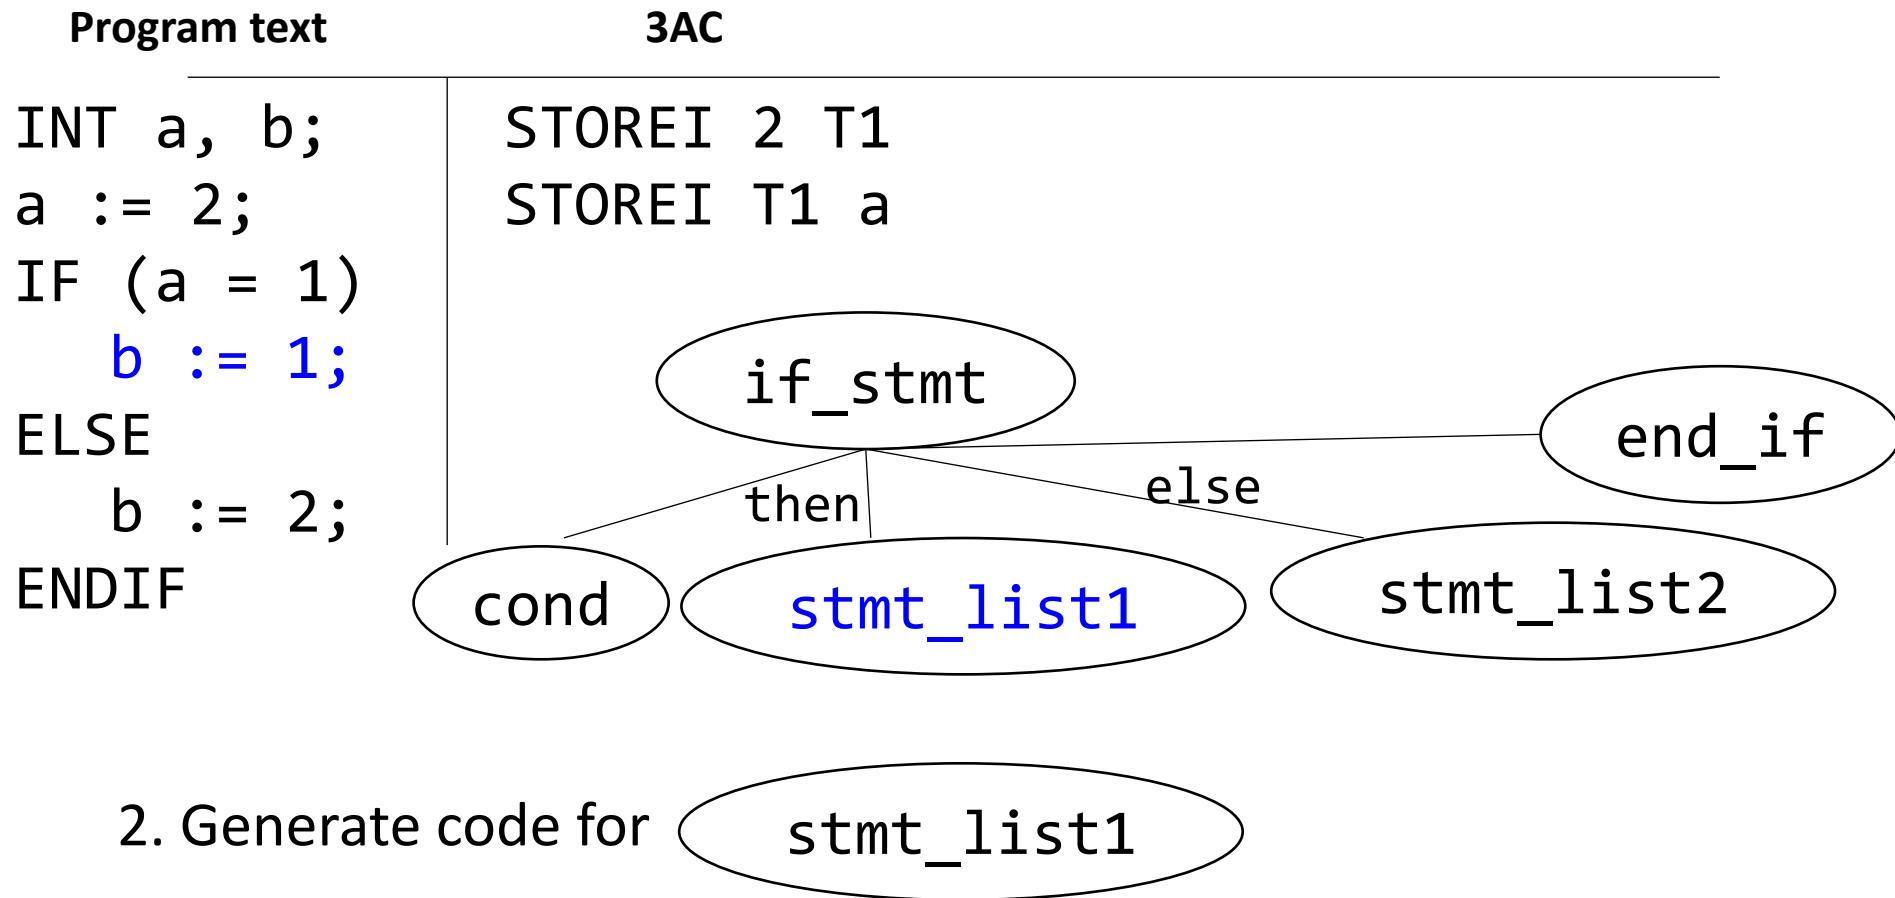 Program text 3AC
INT a, b; STOREI 2 T1
a := 2; STOREI T1 a
IF (a = 1)
b := 1;
if_stmt
ELSE
end_if
then
else
b := 2;
ENDIF
cond
stmt_list1
stmt_list2
2. Generate code for stmt_list1